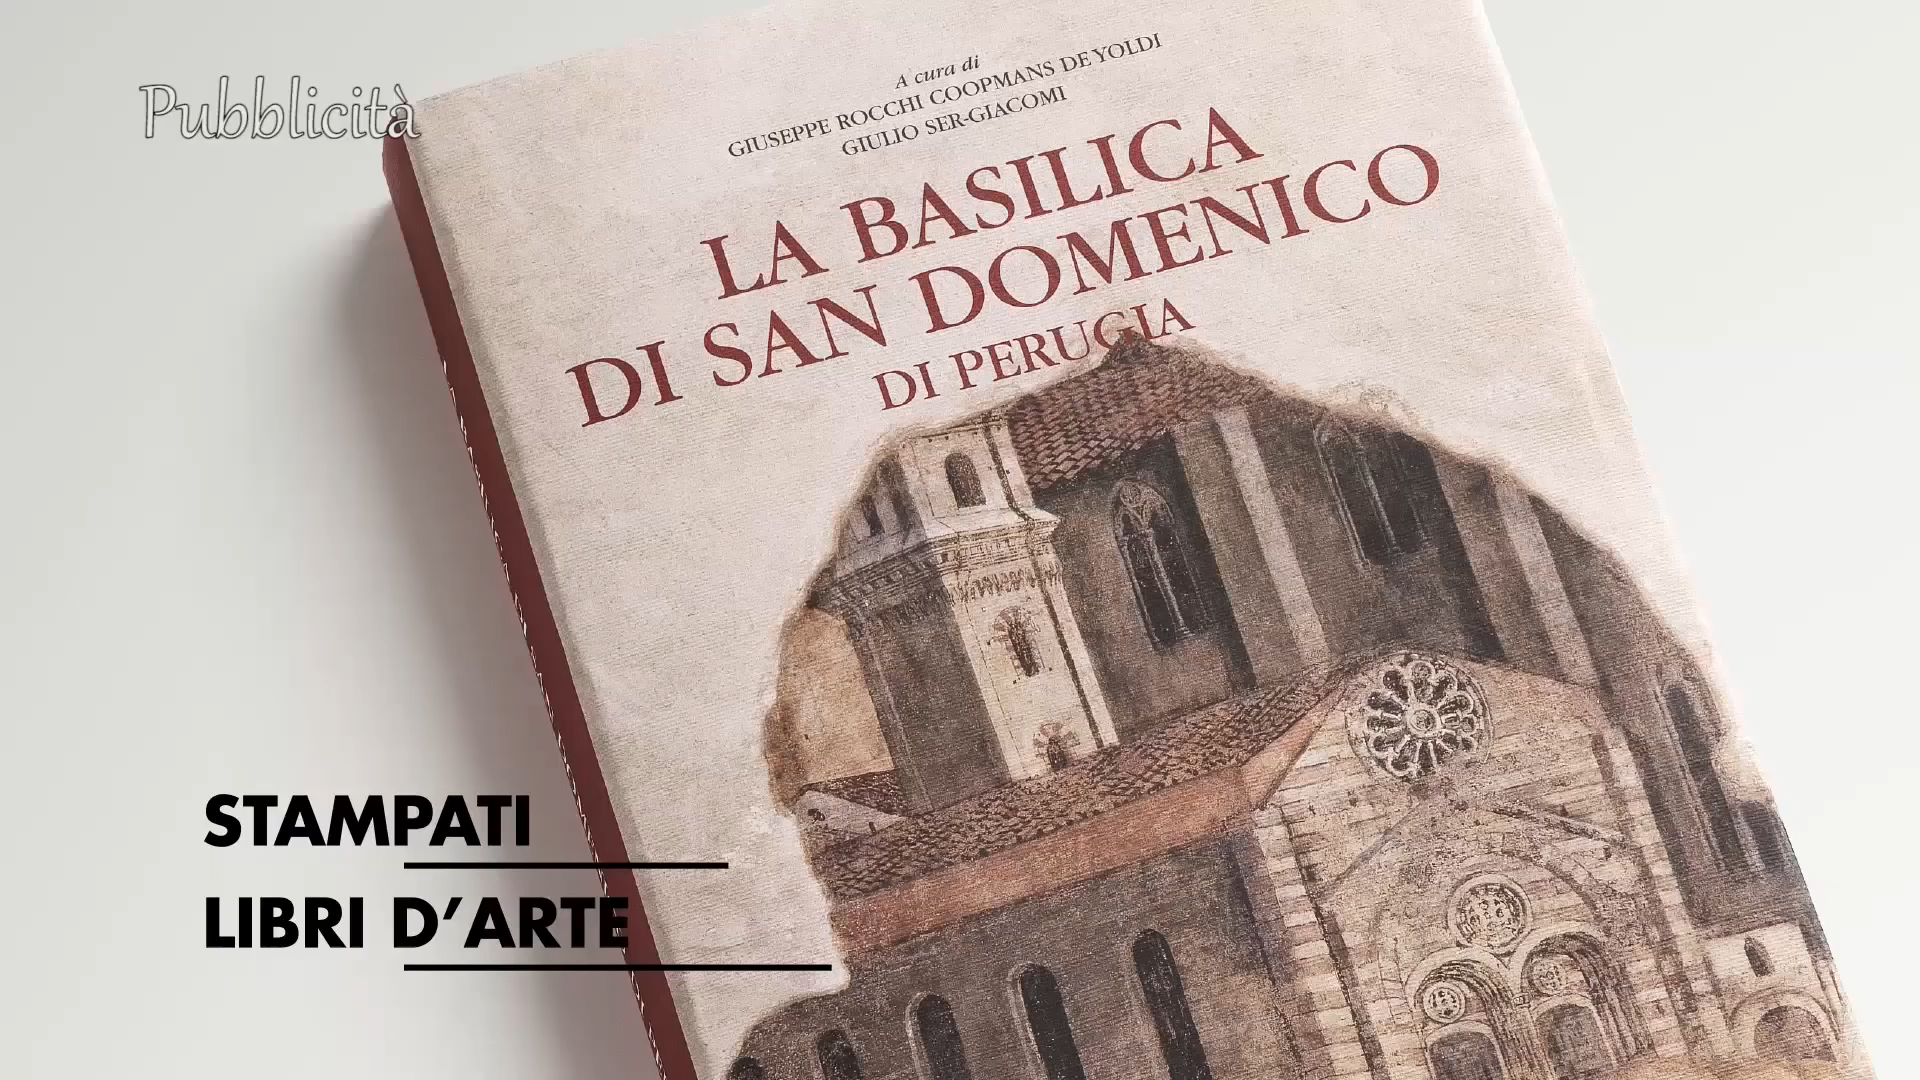 Pubblicità
A cura di
GIUSEPPE ROCCHI COOPMANS DE YOLDI
GIULIO SER-GIACOMI
LA BASILICA
DI SAN DOMENICO
DI PERUGIA
STAMPATI
LIBRI D'ARTE